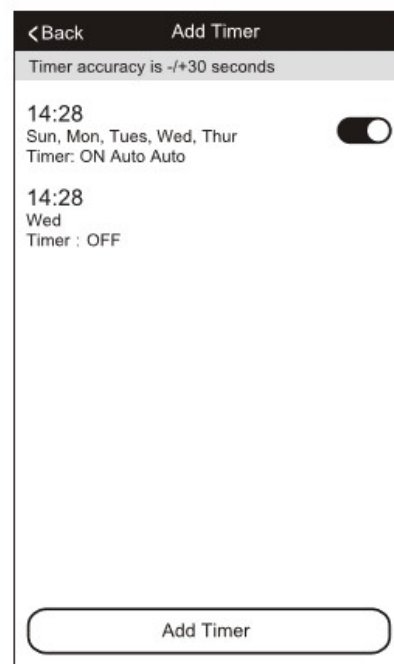 Back
Add Timer
Timer accuracy is -/+30 seconds
14:28
Sun, Mon, Tues, Wed, Thur
Timer: ON Auto Auto
14:28
Wed
Timer : OFF
Add Timer